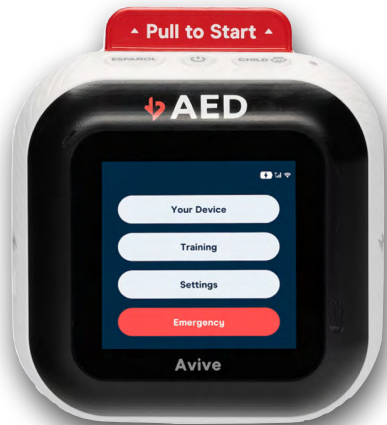 Pull to Start
ESPAÑOL CHILD
AED
Your Device
Training
Settings
Emergency
Avive